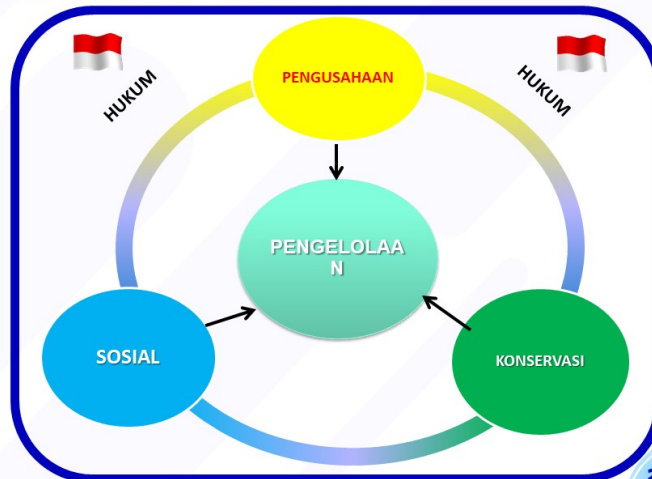 HUKUM
PENGUSAHAAN
HUKUM
PENGELOLAA
N
SOSIAL
KONSERVASI